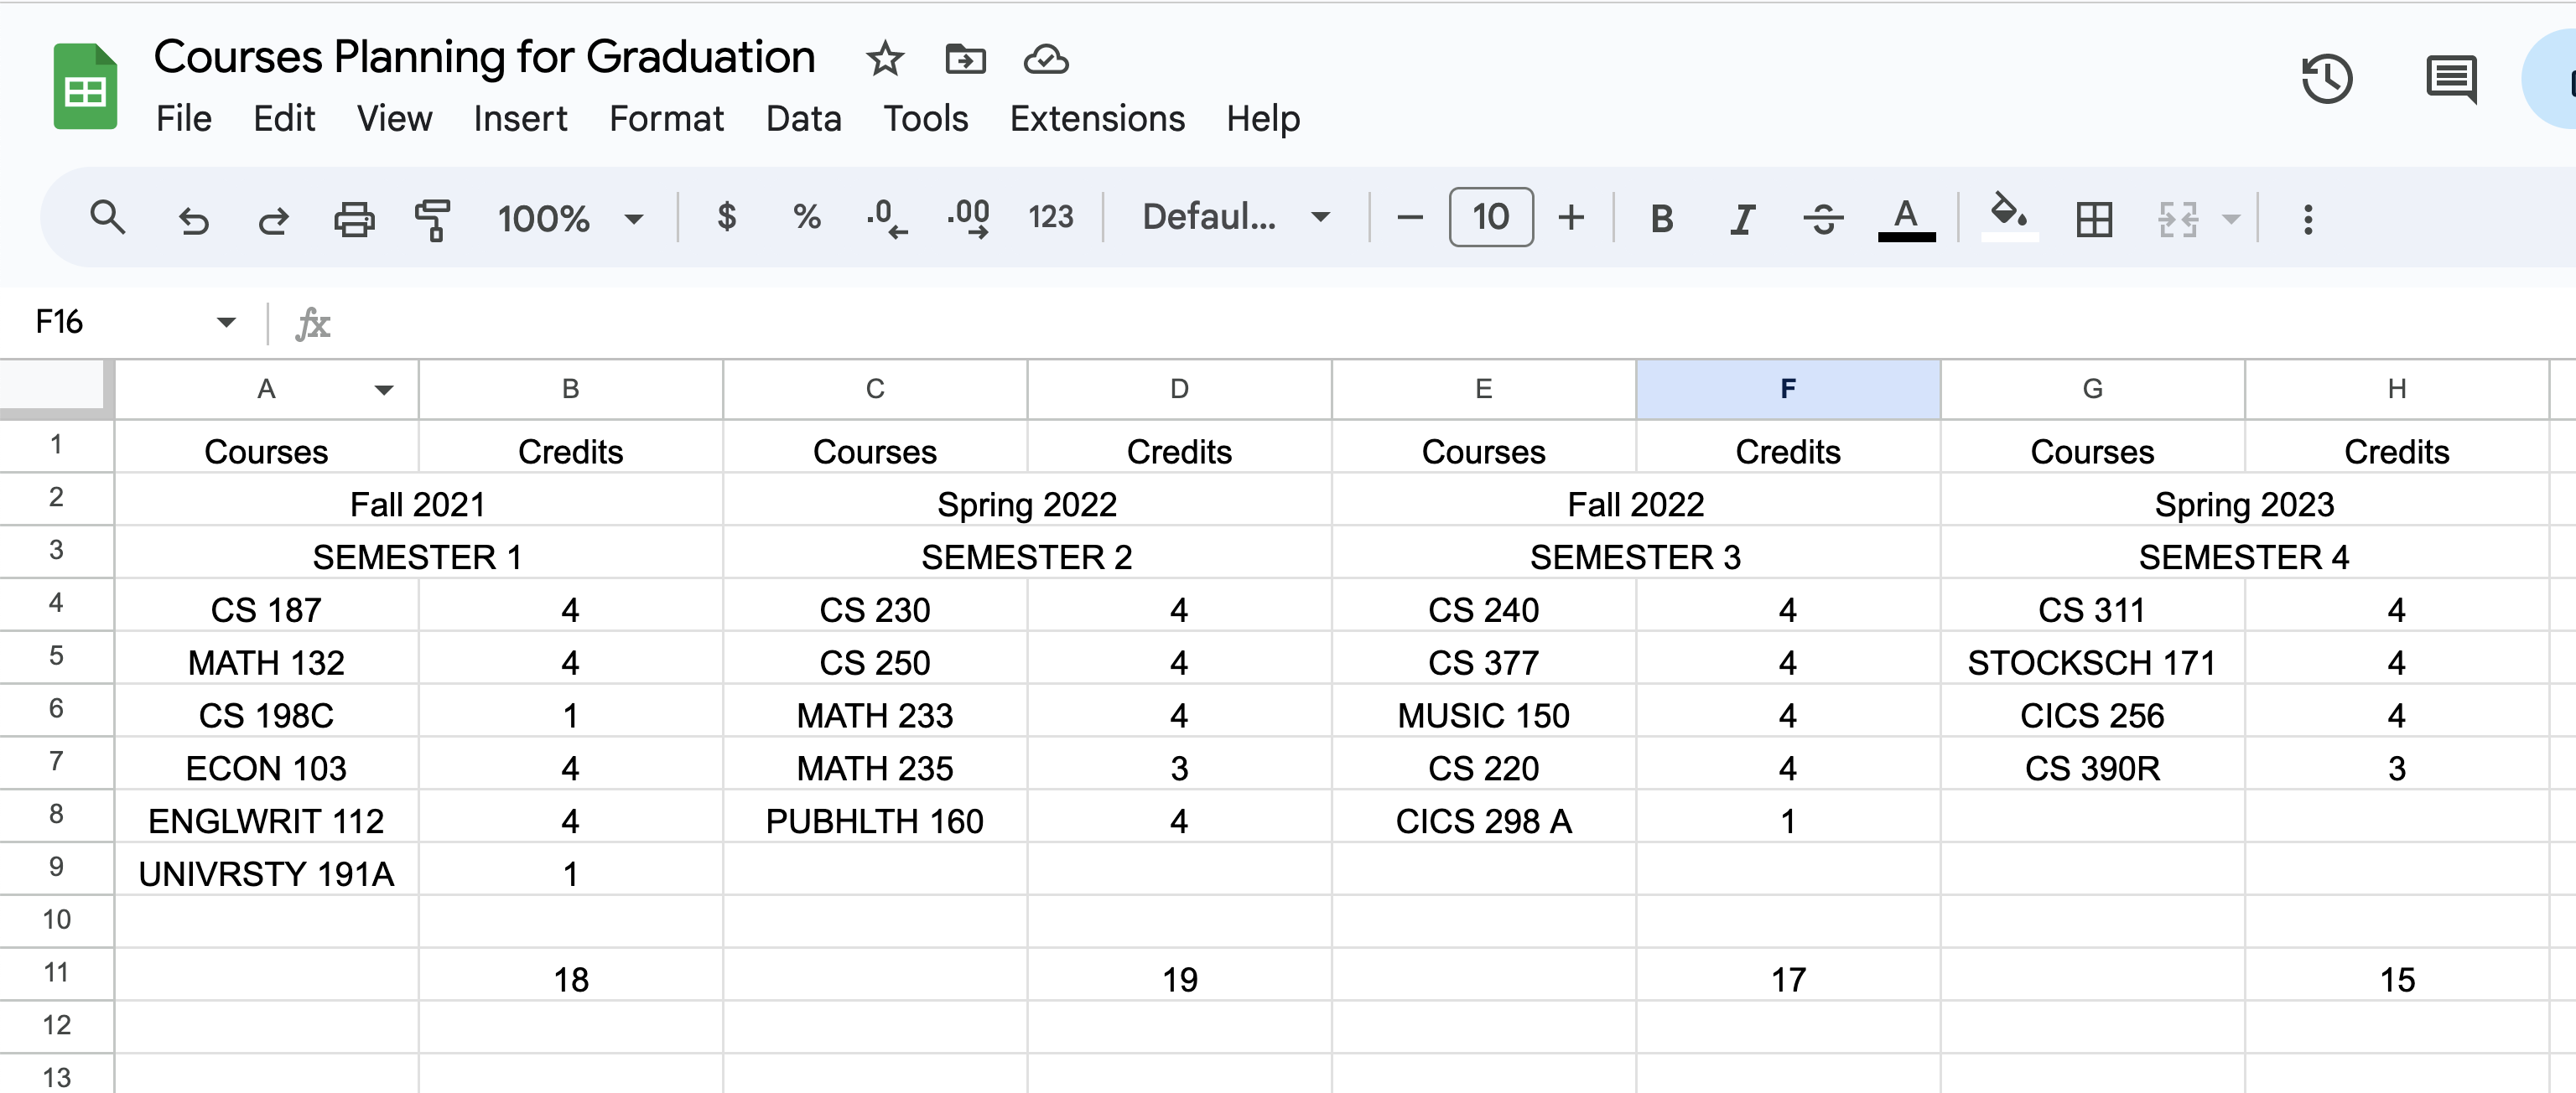 Courses Planning for Graduation
File Edit View Insert Format Data Tools Extensions Help
100% $ % .0 .00 123 Defaul... 10 B I S A
F16 fx
A B C D E F G H
1 Courses Credits Courses Credits Courses Credits Courses Credits
2 Fall 2021 Spring 2022 Fall 2022 Spring 2023
3 SEMESTER 1 SEMESTER 2 SEMESTER 3 SEMESTER 4
4 CS 187 4 CS 230 4 CS 240 4 CS 311 4
5 MATH 132 4 CS 250 4 CS 377 4 STOCKSCH 171 4
6 CS 198C 1 MATH 233 4 MUSIC 150 4 CICS 256 4
7 ECON 103 4 MATH 235 3 CS 220 4 CS 390R 3
8 ENGLWRIT 112 4 PUBHLTH 160 4 CICS 298 A 1
9 UNIVRSTY 191A 1
10
11 18 19 17 15
12
13